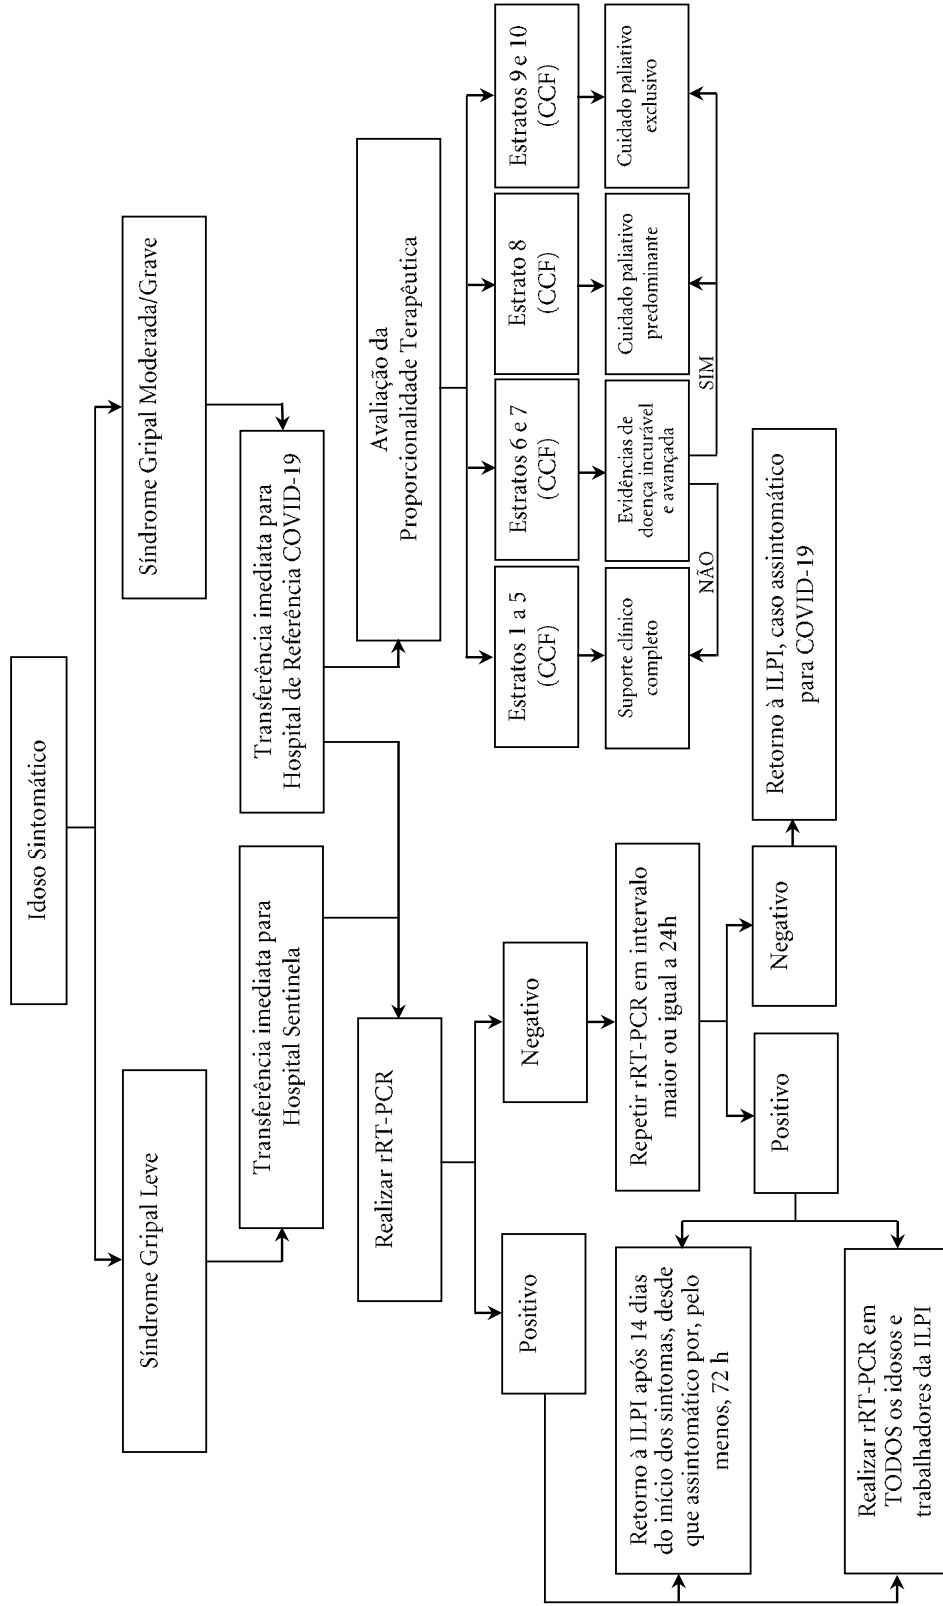 Idoso Sintomático
Síndrome Gripal Leve
Síndrome Gripal Moderada/Grave
Transferência imediata para
Hospital Sentinela
Transferência imediata para
Hospital de Referência COVID-19
Realizar rRT-PCR
Avaliação da
Proporcionalidade Terapêutica
Positivo
Negativo
Estratos 1 a 5
(CCF)
Estratos 6 e 7
(CCF)
Estrato 8
(CCF)
Estratos 9 e 10
(CCF)
Retorno à ILPI após 14 dias
do início dos sintomas, desde
que assintomático por, pelo
menos, 72 h
Repetir rRT-PCR em intervalo
maior ou igual a 24h
Suporte clínico
completo
Evidências de
doença incurável
e avançada
Cuidado paliativo
predominante
Cuidado paliativo
exclusivo
NÃO
SIM
Positivo
Negativo
Retorno à ILPI, caso assintomático
para COVID-19
Realizar rRT-PCR em
TODOS os idosos e
trabalhadores da ILPI